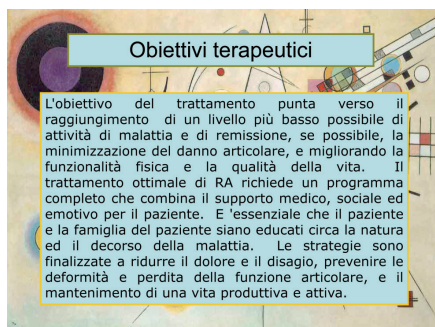 Obiettivi terapeutici
L'obiettivo del trattamento punta verso il
raggiungimento di un livello più basso possibile di
attività di malattia e di remissione, se possibile, la
minimizzazione del danno articolare, e migliorando la
funzionalità fisica e la qualità della vita. Il
trattamento ottimale di RA richiede un programma
completo che combina il supporto medico, sociale ed
emotivo per il paziente. E 'essenziale che il paziente
e la famiglia del paziente siano educati circa la natura
ed il decorso della malattia. Le strategie sono
finalizzate a ridurre il dolore e il disagio, prevenire le
deformità e perdita della funzione articolare, e il
mantenimento di una vita produttiva e attiva.